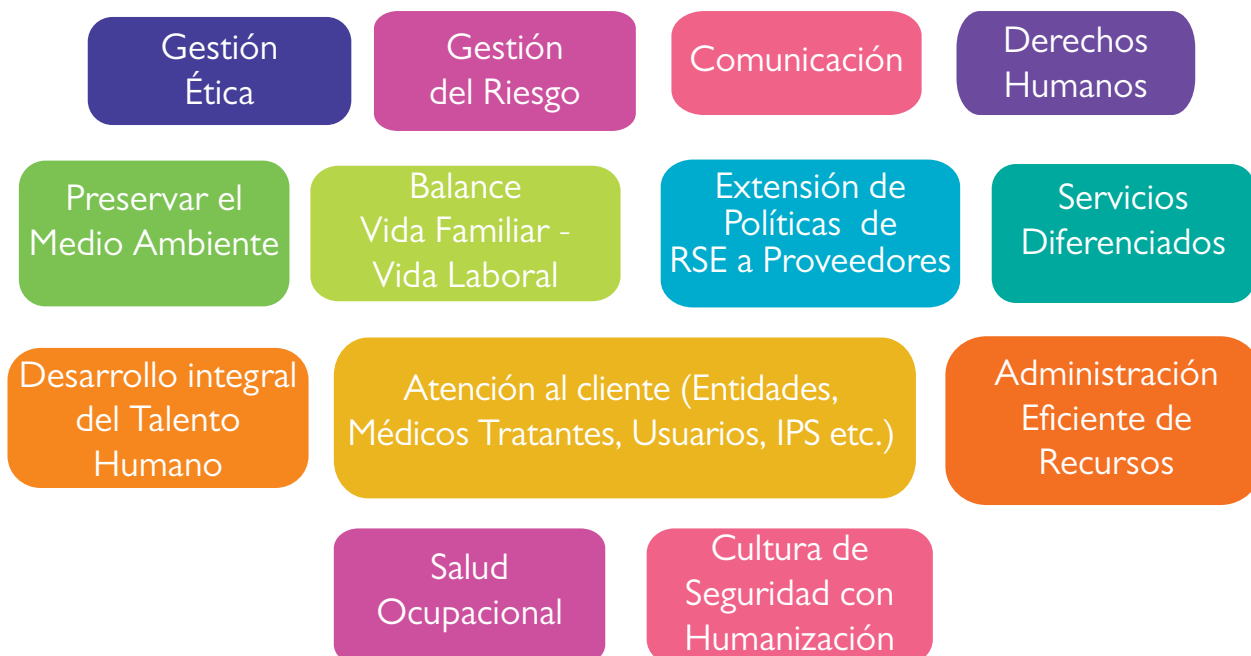 Gestión
Ética
Gestión
del Riesgo
Comunicación
Derechos
Humanos
Preservar el
Medio Ambiente
Balance
Vida Familiar -
Vida Laboral
Extensión de
Políticas de
RSE a Proveedores
Servicios
Diferenciados
Desarrollo integral
del Talento
Humano
Atención al cliente (Entidades,
Médicos Tratantes, Usuarios, IPS etc.)
Administración
Eficiente de
Recursos
Salud
Ocupacional
Cultura de
Seguridad con
Humanización